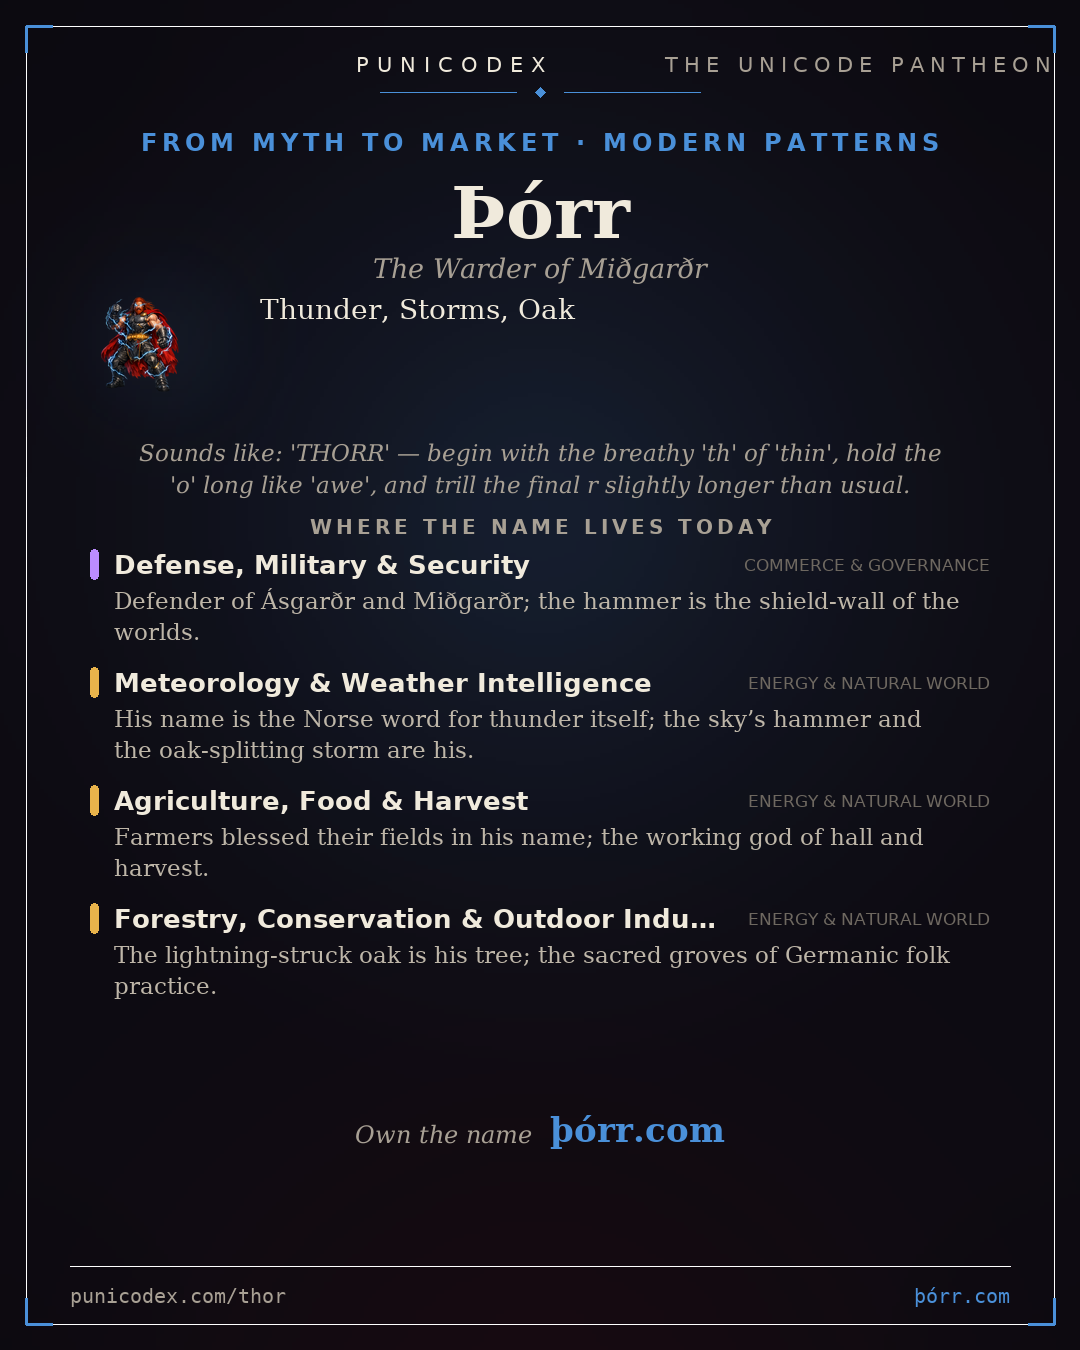 PUNICODEX
THE UNICODE PANTHEON
FROM MYTH TO MARKET · MODERN PATTERNS
Þórr
The Warder of Miðgarðr
Thunder, Storms, Oak
Sounds like: 'THORR' — begin with the breathy 'th' of 'thin', hold the
'o' long like 'awe', and trill the final r slightly longer than usual.
WHERE THE NAME LIVES TODAY
Defense, Military & Security
COMMERCE & GOVERNANCE
Defender of Ásgarðr and Miðgarðr; the hammer is the shield-wall of the
worlds.
Meteorology & Weather Intelligence
ENERGY & NATURAL WORLD
His name is the Norse word for thunder itself; the sky’s hammer and
the oak-splitting storm are his.
Agriculture, Food & Harvest
ENERGY & NATURAL WORLD
Farmers blessed their fields in his name; the working god of hall and
harvest.
Forestry, Conservation & Outdoor Indu…
ENERGY & NATURAL WORLD
The lightning-struck oak is his tree; the sacred groves of Germanic folk
practice.
Own the name þórr.com
punicodex.com/thor
þórr.com